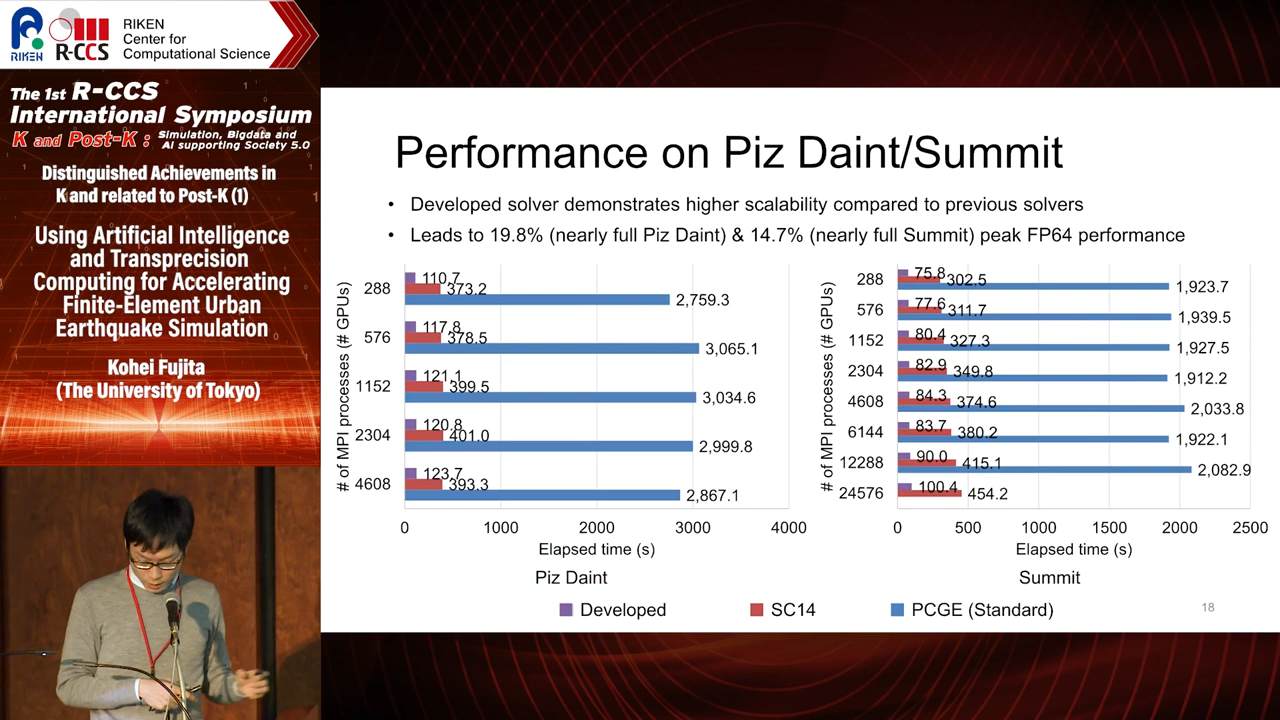 RIKEN
R-CCS
RIKEN
Center for
Computational Science
The 1st R-CCS
International Symposium
K and Post-K : Simulation, Bigdata and
AI supporting Society 5.0
Distinguished Achievements in
K and related to Post-K (1)
Using Artificial Intelligence
and Transprecision
Computing for Accelerating
Finite-Element Urban
Earthquake Simulation
Kohei Fujita
(The University of Tokyo)
Performance on Piz Daint/Summit
• Developed solver demonstrates higher scalability compared to previous solvers
• Leads to 19.8% (nearly full Piz Daint) & 14.7% (nearly full Summit) peak FP64 performance
# of MPI processes (# GPUs)
288
110.7
373.2
2,759.3
576
117.8
378.5
3,065.1
1152
121.1
399.5
3,034.6
2304
120.8
401.0
2,999.8
4608
123.7
393.3
2,867.1
0 1000 2000 3000 4000
Elapsed time (s)
Piz Daint
# of MPI processes (# GPUs)
288
75.8
302.5
1,923.7
576
77.6
311.7
1,939.5
1152
80.4
327.3
1,927.5
2304
82.9
349.8
1,912.2
4608
84.3
374.6
2,033.8
6144
83.7
380.2
1,922.1
12288
90.0
415.1
2,082.9
24576
100.4
454.2
0 500 1000 1500 2000 2500
Elapsed time (s)
Summit
Developed SC14 PCGE (Standard)
18